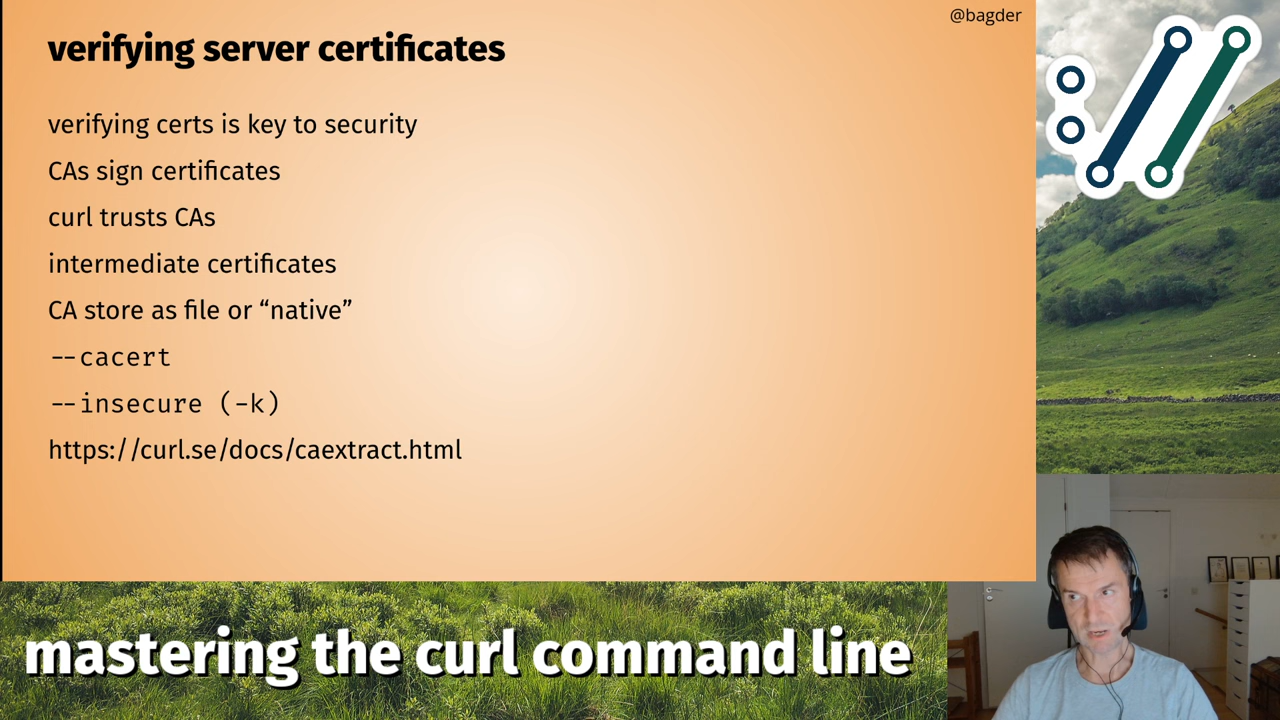 @bagder
verifying server certificates
verifying certs is key to security
CAs sign certificates
curl trusts CAs
intermediate certificates
CA store as file or “native”
--cacert
--insecure (-k)
https://curl.se/docs/caextract.html
mastering the curl command line